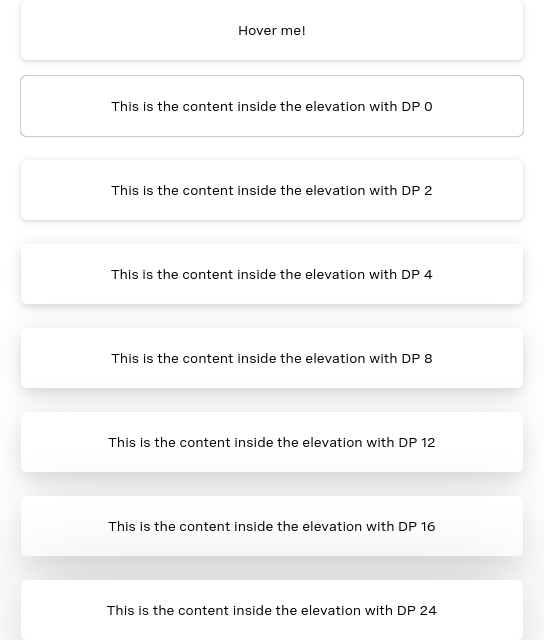 Hover me!
This is the content inside the elevation with DP 0
This is the content inside the elevation with DP 2
This is the content inside the elevation with DP 4
This is the content inside the elevation with DP 8
This is the content inside the elevation with DP 12
This is the content inside the elevation with DP 16
This is the content inside the elevation with DP 24